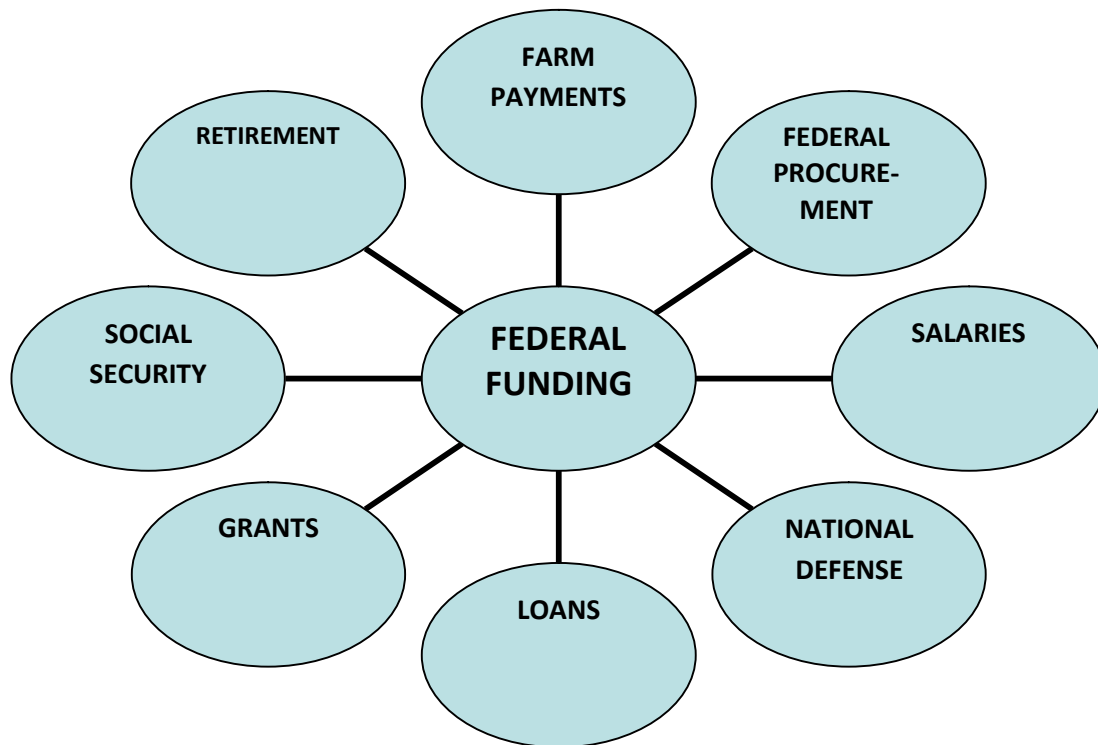 FARM
PAYMENTS
RETIREMENT
FEDERAL
PROCURE-
MENT
SOCIAL
SECURITY
FEDERAL
FUNDING
SALARIES
GRANTS
NATIONAL
DEFENSE
LOANS